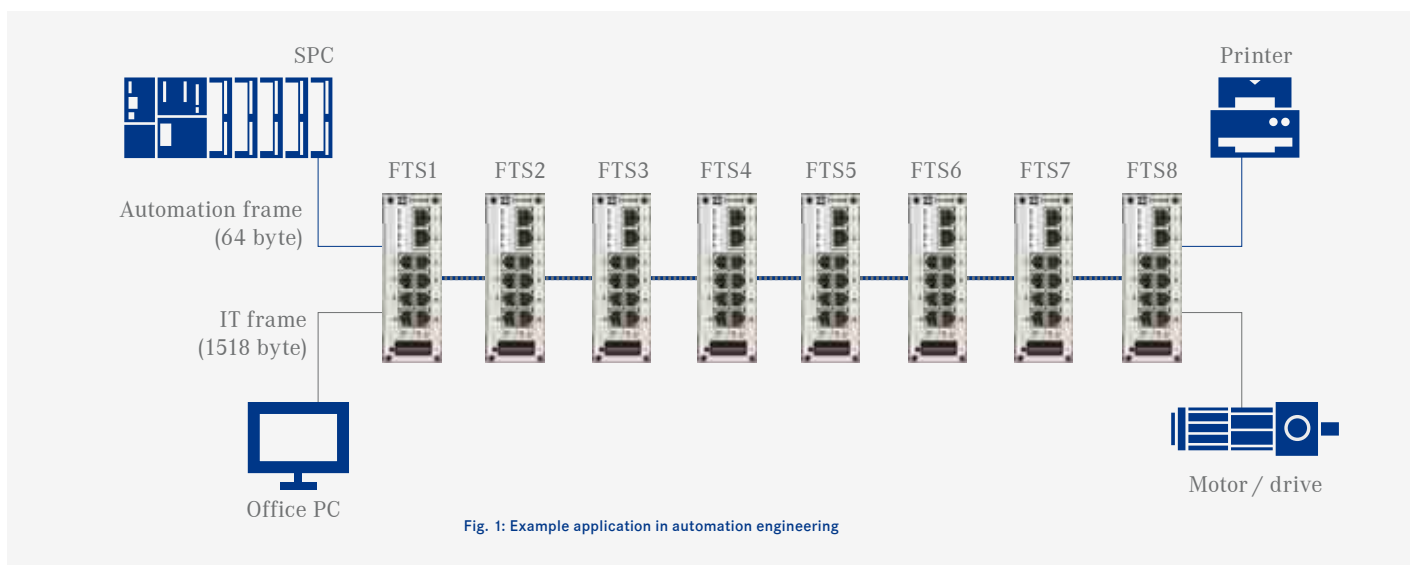 SPC
Printer
FTS1
FTS2
FTS3
FTS4
FTS5
FTS6
FTS7
FTS8
Automation frame
(64 byte)
IT frame
(1518 byte)
Office PC
Motor / drive
Fig. 1: Example application in automation engineering